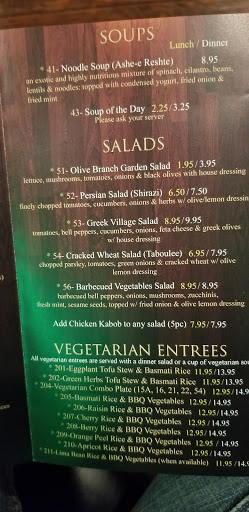 SOUPS
Lunch / Dinner
* 41- Noodle Soup (Ashe-e Reshte) 8.95
an exotic and highly nutritious mixture of spinach, cilantro, beans,
lentils & noodles: topped with condensed yogurt, fried onion &
fried mint
43- Soup of the Day 2.25 / 3.25
Please ask your server
SALADS
* 51- Olive Branch Garden Salad 1.95 / 3.95
lettuce, mushrooms, tomatoes, onions & black olives with house dressing
* 52- Persian Salad (Shirazi) 6.50 / 7.50
finely chopped tomatoes, cucumbers, onions & herbs w/ olive/lemon dressing
* 53- Greek Village Salad 8.95 / 9.95
tomatoes, bell peppers, cucumbers, onions, feta cheese & greek olives
w/ house dressing
* 54- Cracked Wheat Salad (Taboulee) 6.95 / 7.95
chopped parsley, tomatoes, green onions & cracked wheat w/ olive
lemon dressing
* 56- Barbecued Vegetables Salad 8.95 / 8.95
barbecued bell peppers, onions, mushrooms, zucchinis,
fresh mint, sesame seeds, topped w/ fried onion & olive lemon dressing
Add Chicken Kabob to any salad (5pc) 7.95 / 7.95
VEGETARIAN ENTREES
All vegetarian entrees are served with a dinner salad or a cup of vegetarian
* 201-Eggplant Tofu Stew & Basmati Rice 11.95 / 13.95
* 202-Green Herbs Tofu Stew & Basmati Rice 11.95 / 13.95
* 204-Vegetarian Combo Plate (15A, 16, 21, 22, 54) 12.95 / 14.95
* 205-Basmati Rice & BBQ Vegetables 12.95 / 14.95
* 206-Raisin Rice & BBQ Vegetables 12.95 / 14.95
* 207-Cherry Rice & BBQ Vegetables 12.95 / 14.95
* 208-Berry Rice & BBQ Vegetables 12.95 / 14.95
* 209-Orange Peel Rice & BBQ Vegetables 12.95 / 14.95
* 210-Apricot Rice & BBQ Vegetables 12.95 / 14.95
* 211-Lima Bean Rice & BBQ Vegetables (when available) 11.95 / 14.95